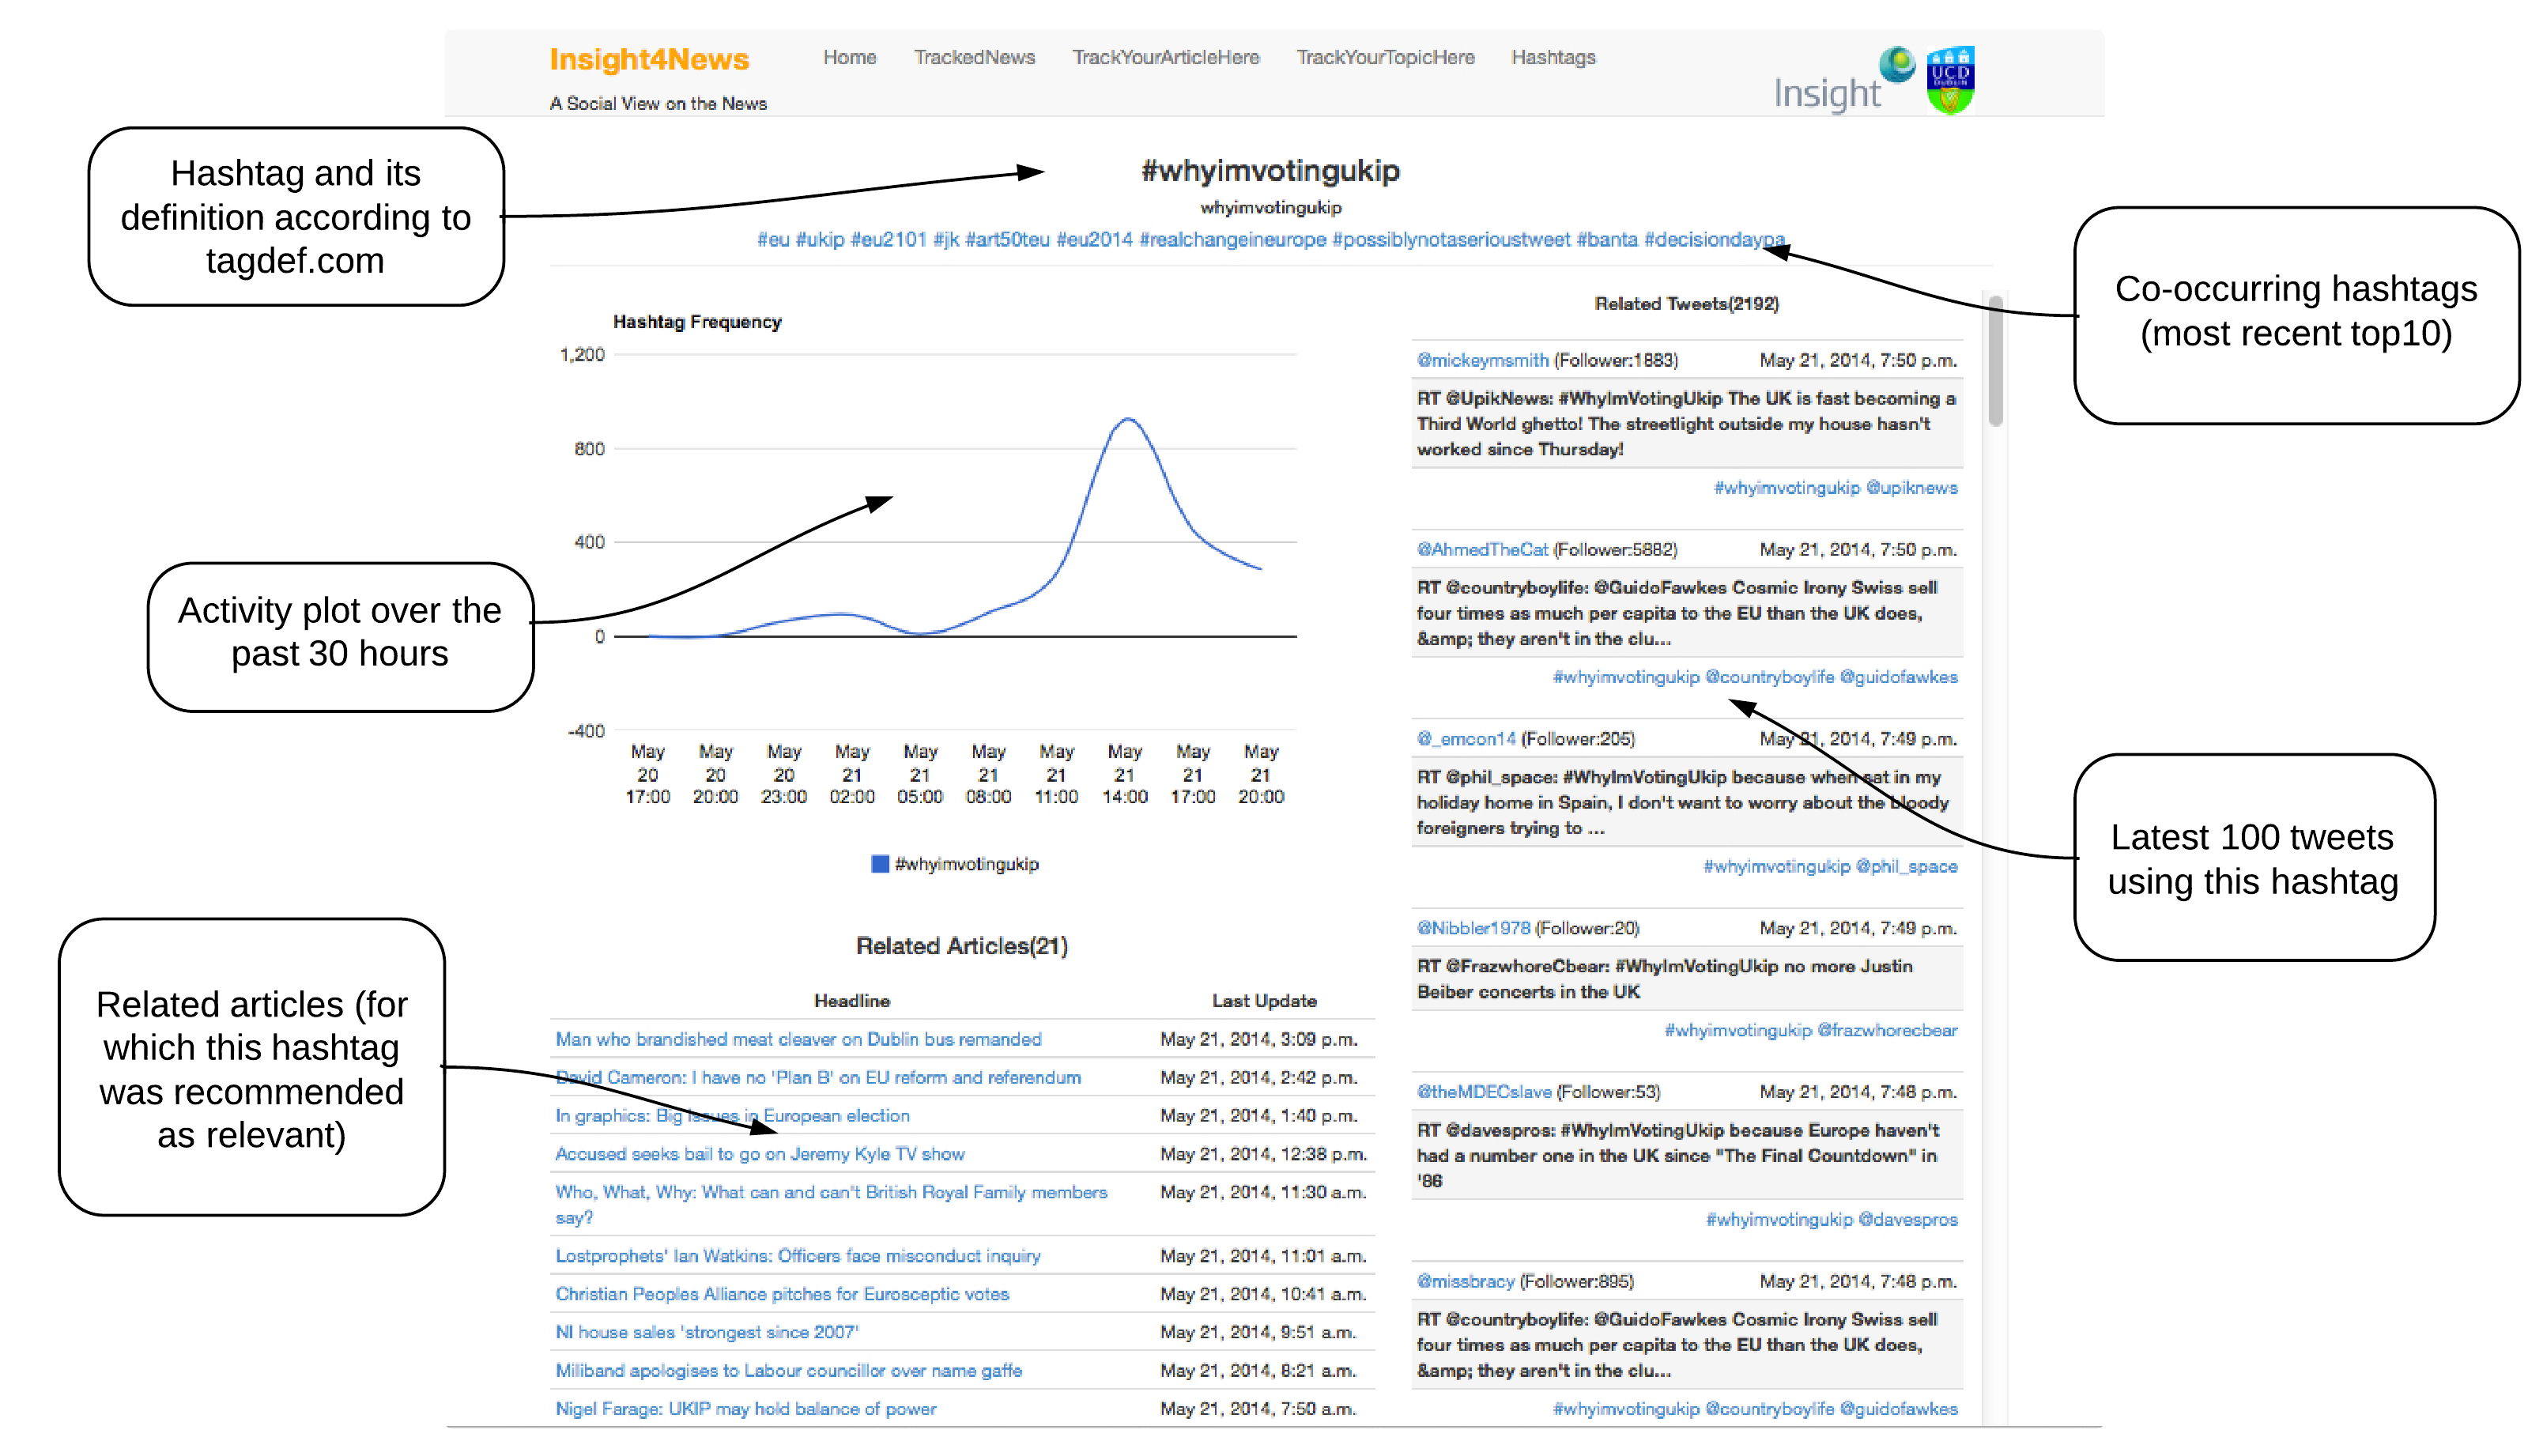 Insight4News Home TrackedNews TrackYourArticleHere TrackYourTopicHere Hashtags
A Social View on the News
Insight
UCD
DUBLIN
Hashtag and its
definition according to
tagdef.com
#whyimvotingukip
whyimvotingukip
#eu #ukip #eu2101 #jk #art50teu #eu2014 #realchangeineurope #possiblynotaserioustweet #banta #decisiondaypa
Co-occurring hashtags
(most recent top10)
Hashtag Frequency
1,200
800
400
0
-400
May 20 17:00
May 20 20:00
May 20 23:00
May 21 02:00
May 21 05:00
May 21 08:00
May 21 11:00
May 21 14:00
May 21 17:00
May 21 20:00
#whyimvotingukip
Activity plot over the
past 30 hours
Related Articles(21)
Headline Last Update
Man who brandished meat cleaver on Dublin bus remanded May 21, 2014, 3:09 p.m.
David Cameron: I have no 'Plan B' on EU reform and referendum May 21, 2014, 2:42 p.m.
In graphics: Big issues in European election May 21, 2014, 1:40 p.m.
Accused seeks bail to go on Jeremy Kyle TV show May 21, 2014, 12:38 p.m.
Who, What, Why: What can and can't British Royal Family members May 21, 2014, 11:30 a.m.
say?
Lostprophets' Ian Watkins: Officers face misconduct inquiry May 21, 2014, 11:01 a.m.
Christian Peoples Alliance pitches for Eurosceptic votes May 21, 2014, 10:41 a.m.
NI house sales 'strongest since 2007' May 21, 2014, 9:51 a.m.
Miliband apologises to Labour councillor over name gaffe May 21, 2014, 8:21 a.m.
Nigel Farage: UKIP may hold balance of power May 21, 2014, 7:50 a.m.
Related articles (for
which this hashtag
was recommended
as relevant)
Related Tweets(2192)
@mickeymsmith (Follower:1883) May 21, 2014, 7:50 p.m.
RT @UpikNews: #WhyImVotingUkip The UK is fast becoming a
Third World ghetto! The streetlight outside my house hasn't
worked since Thursday!
#whyimvotingukip @upiknews
@AhmedTheCat (Follower:5882) May 21, 2014, 7:50 p.m.
RT @countryboylife: @GuidoFawkes Cosmic Irony Swiss sell
four times as much per capita to the EU than the UK does,
&amp; they aren't in the clu...
#whyimvotingukip @countryboylife @guidofawkes
@_emcon14 (Follower:205) May 21, 2014, 7:49 p.m.
RT @phil_space: #WhyImVotingUkip because when sat in my
holiday home in Spain, I don't want to worry about the bloody
foreigners trying to ...
#whyimvotingukip @phil_space
@Nibbler1978 (Follower:20) May 21, 2014, 7:49 p.m.
RT @FrazwhoreCbear: #WhyImVotingUkip no more Justin
Beiber concerts in the UK
#whyimvotingukip @frazwhorecbear
@theMDECslave (Follower:53) May 21, 2014, 7:48 p.m.
RT @davespros: #WhyImVotingUkip because Europe haven't
had a number one in the UK since "The Final Countdown" in
'86
#whyimvotingukip @davespros
@missbracy (Follower:895) May 21, 2014, 7:48 p.m.
RT @countryboylife: @GuidoFawkes Cosmic Irony Swiss sell
four times as much per capita to the EU than the UK does,
&amp; they aren't in the clu...
#whyimvotingukip @countryboylife @guidofawkes
Latest 100 tweets
using this hashtag